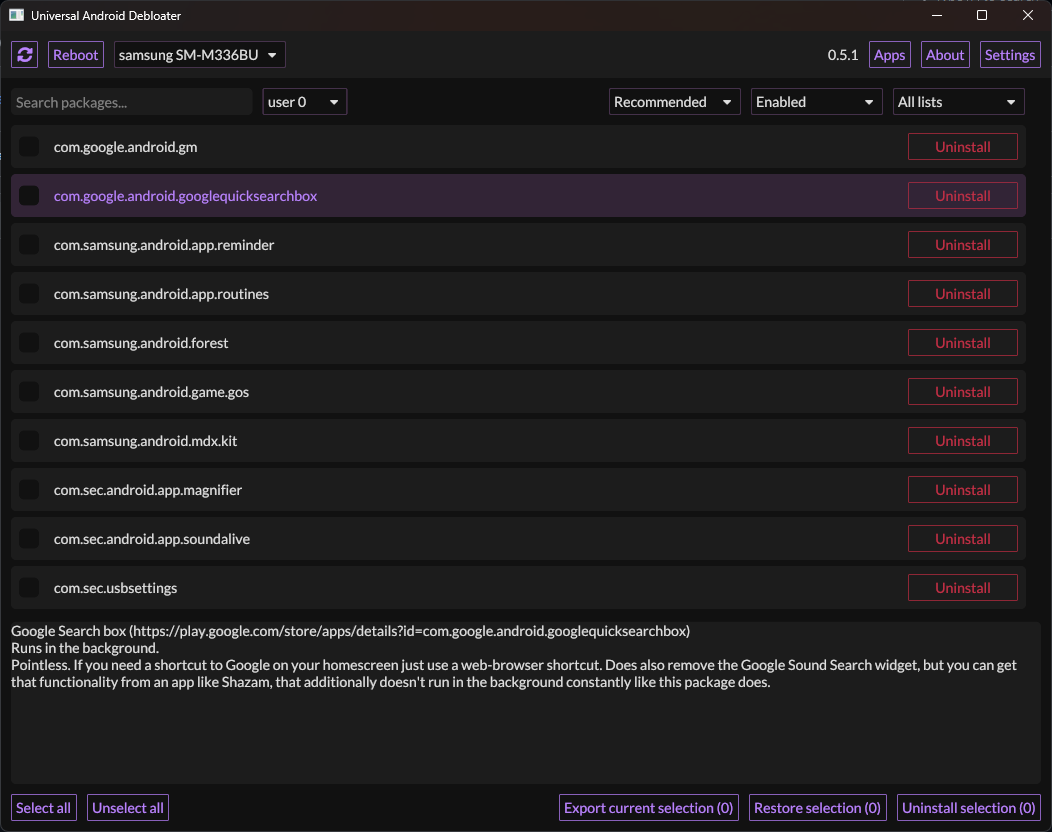 Universal Android Debloater
Reboot
samsung SM-M336BU
0.5.1
Apps
About
Settings
Search packages...
user 0
Recommended
Enabled
All lists
com.google.android.gm
Uninstall
com.google.android.googlequicksearchbox
Uninstall
com.samsung.android.app.reminder
Uninstall
com.samsung.android.app.routines
Uninstall
com.samsung.android.forest
Uninstall
com.samsung.android.game.gos
Uninstall
com.samsung.android.mdx.kit
Uninstall
com.sec.android.app.magnifier
Uninstall
com.sec.android.app.soundalive
Uninstall
com.sec.usbsettings
Uninstall
Google Search box (https://play.google.com/store/apps/details?id=com.google.android.googlequicksearchbox)
Runs in the background.
Pointless. If you need a shortcut to Google on your homescreen just use a web-browser shortcut. Does also remove the Google Sound Search widget, but you can get
that functionality from an app like Shazam, that additionally doesn't run in the background constantly like this package does.
Select all
Unselect all
Export current selection (0)
Restore selection (0)
Uninstall selection (0)